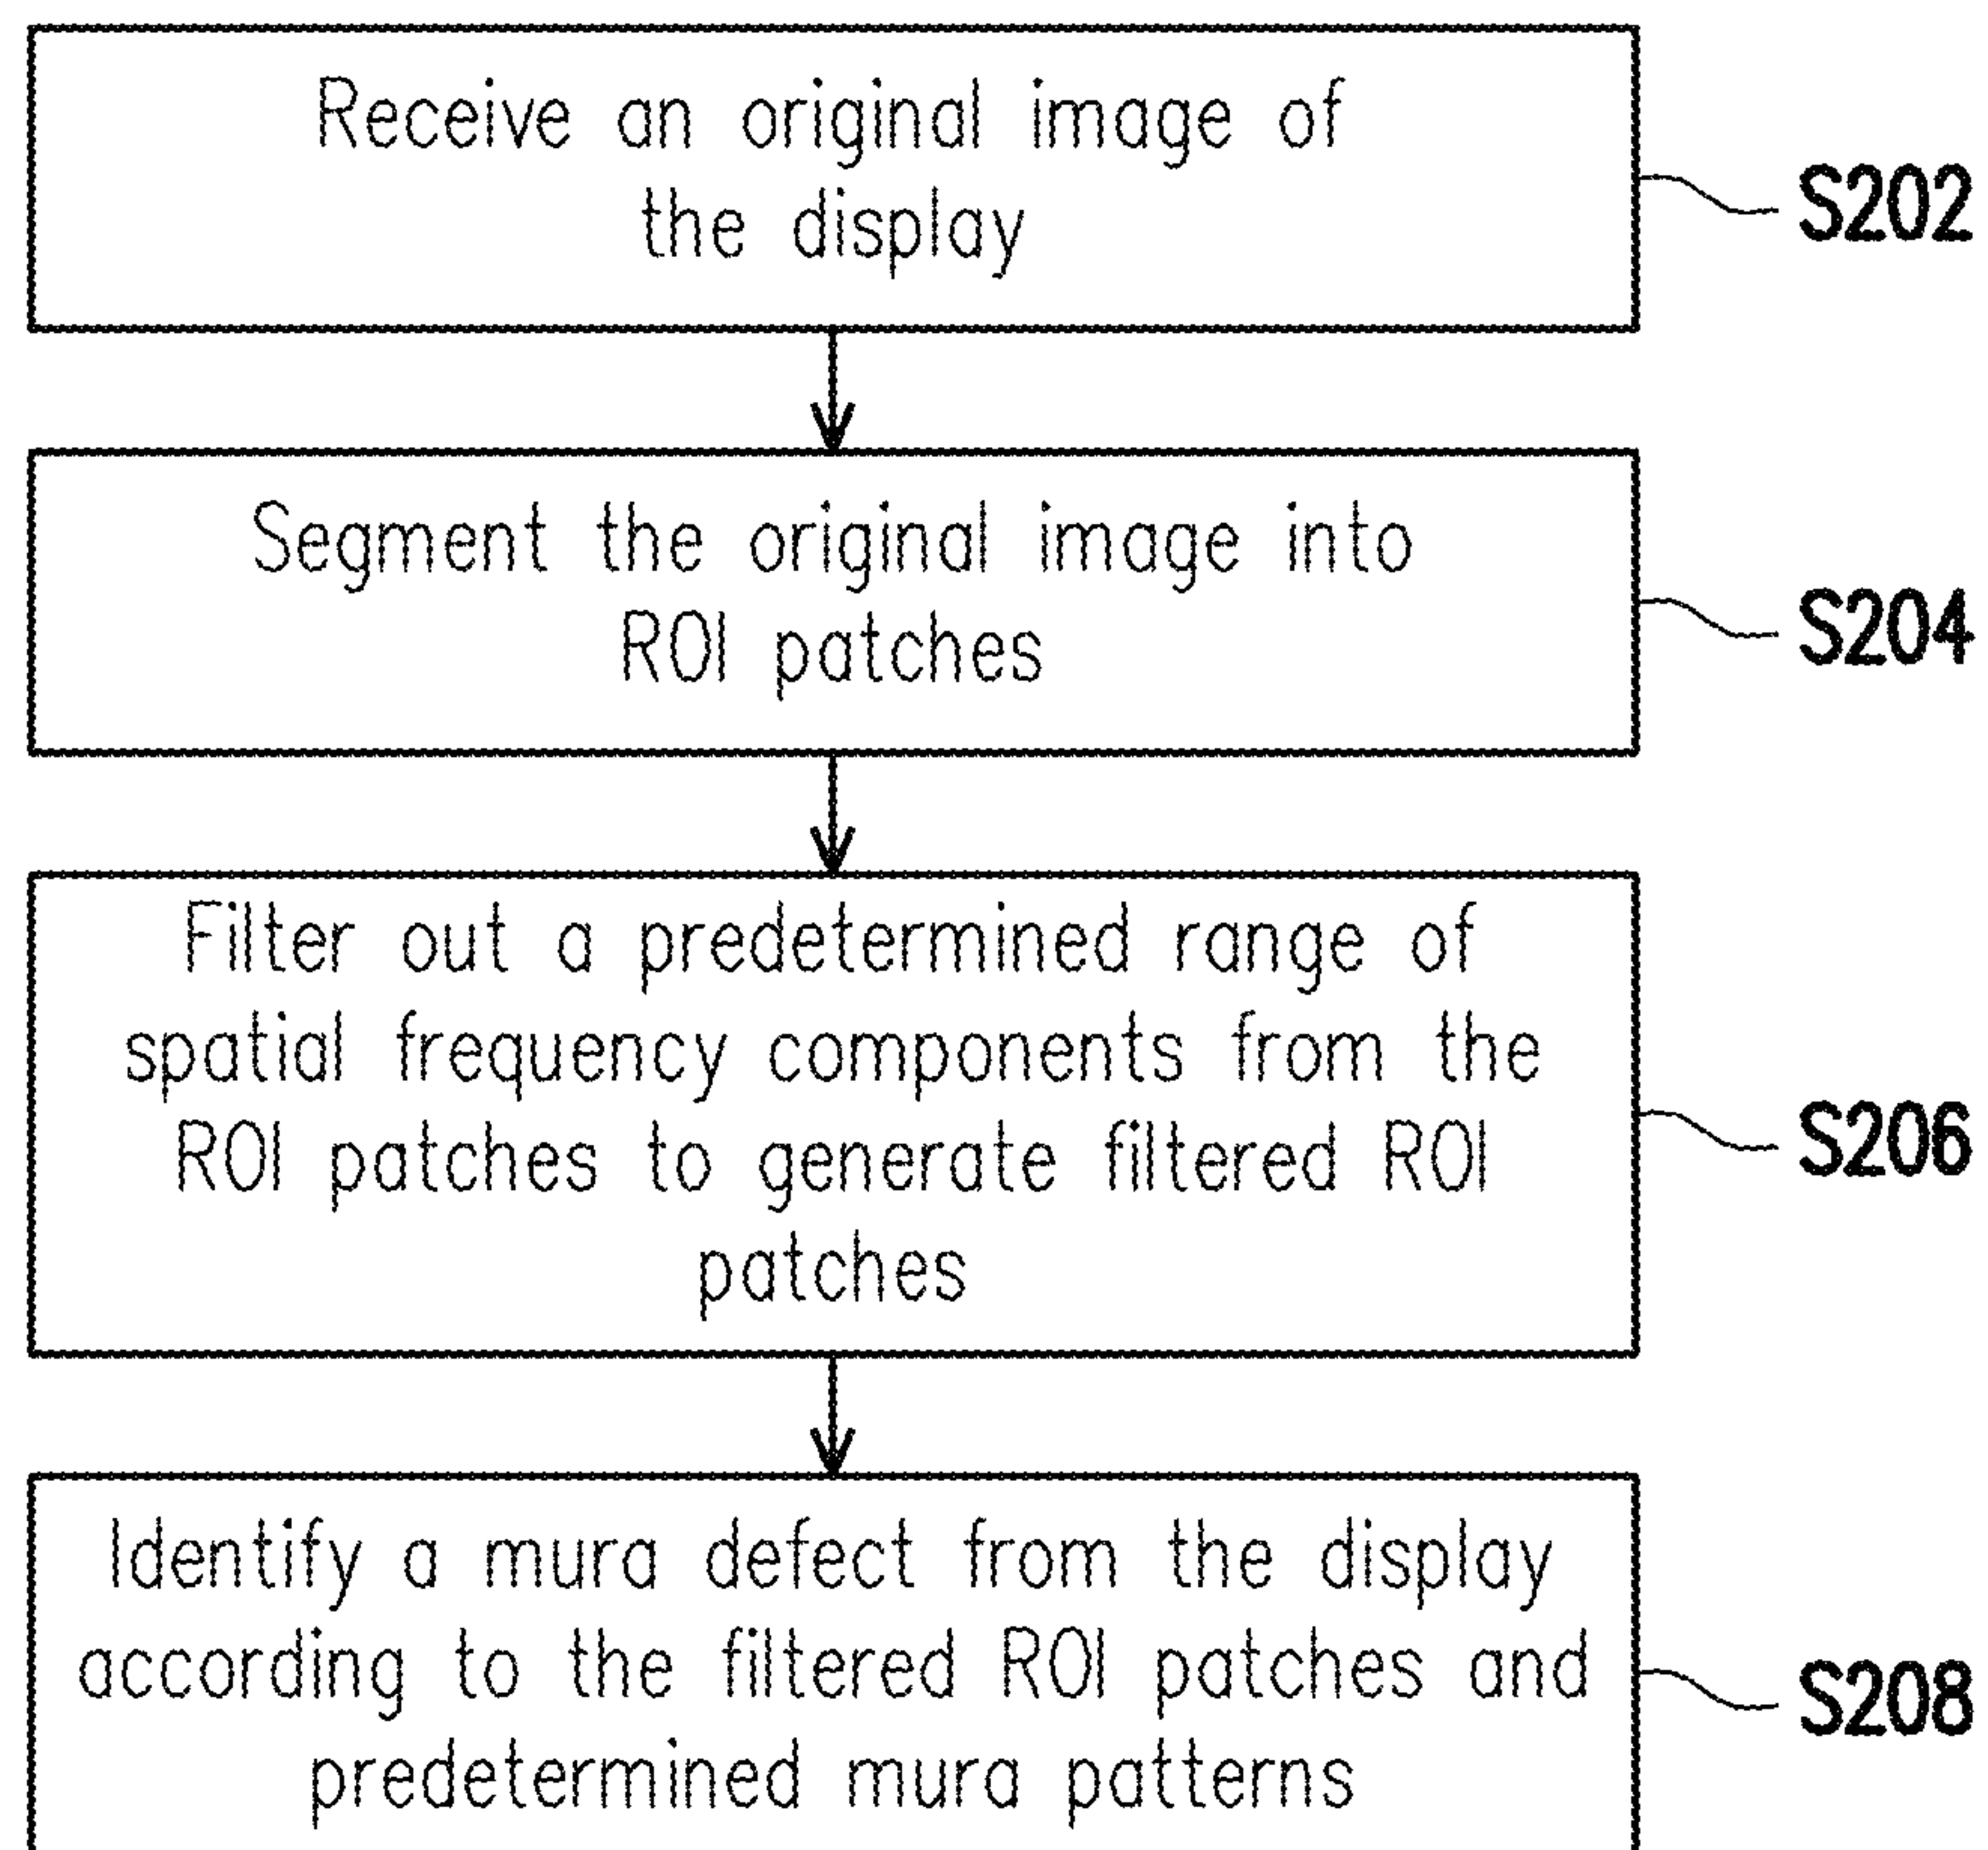 Receive an original image of
the display
S202
Segment the original image into
ROI patches
S204
Filter out a predetermined range of
spatial frequency components from the
ROI patches to generate filtered ROI
patches
S206
Identify a mura defect from the display
according to the filtered ROI patches and
predetermined mura patterns
S208